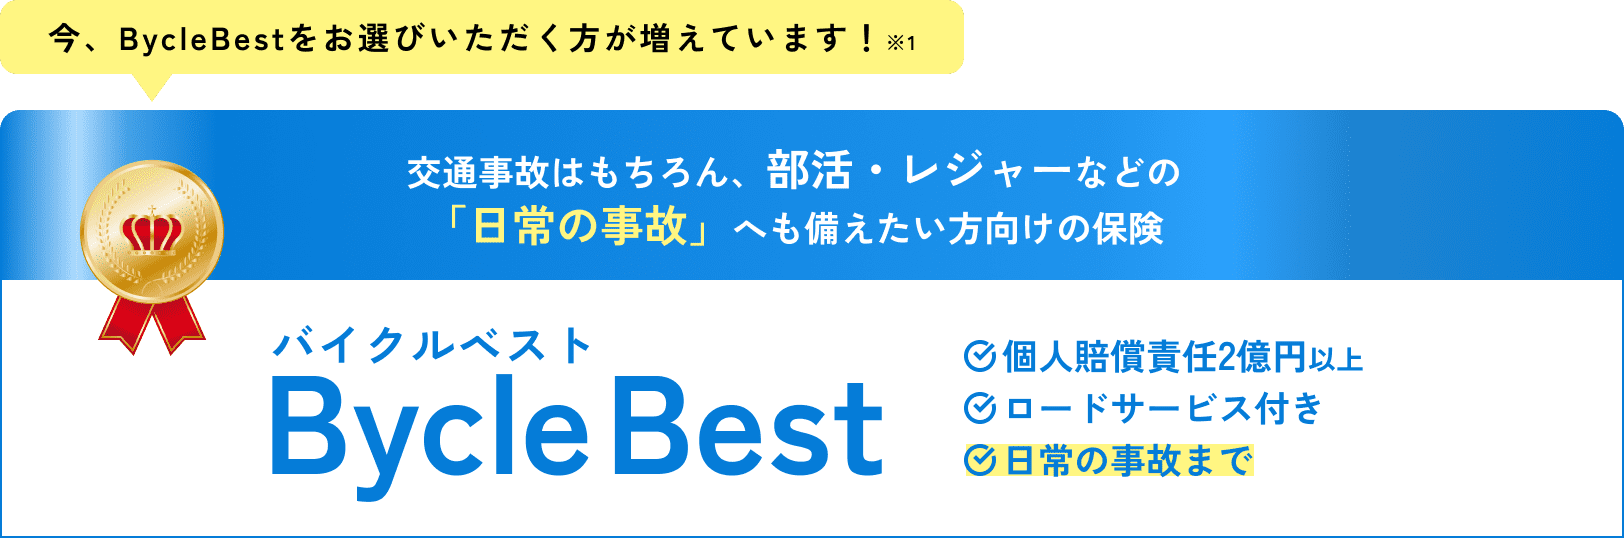 今、BycleBestをお選びいただく方が増えています！※1
交通事故はもちろん、部活・レジャーなどの
「日常の事故」へも備えたい方向けの保険
バイクルベスト
BycleBest
個人賠償責任2億円以上
ロードサービス付き
日常の事故まで